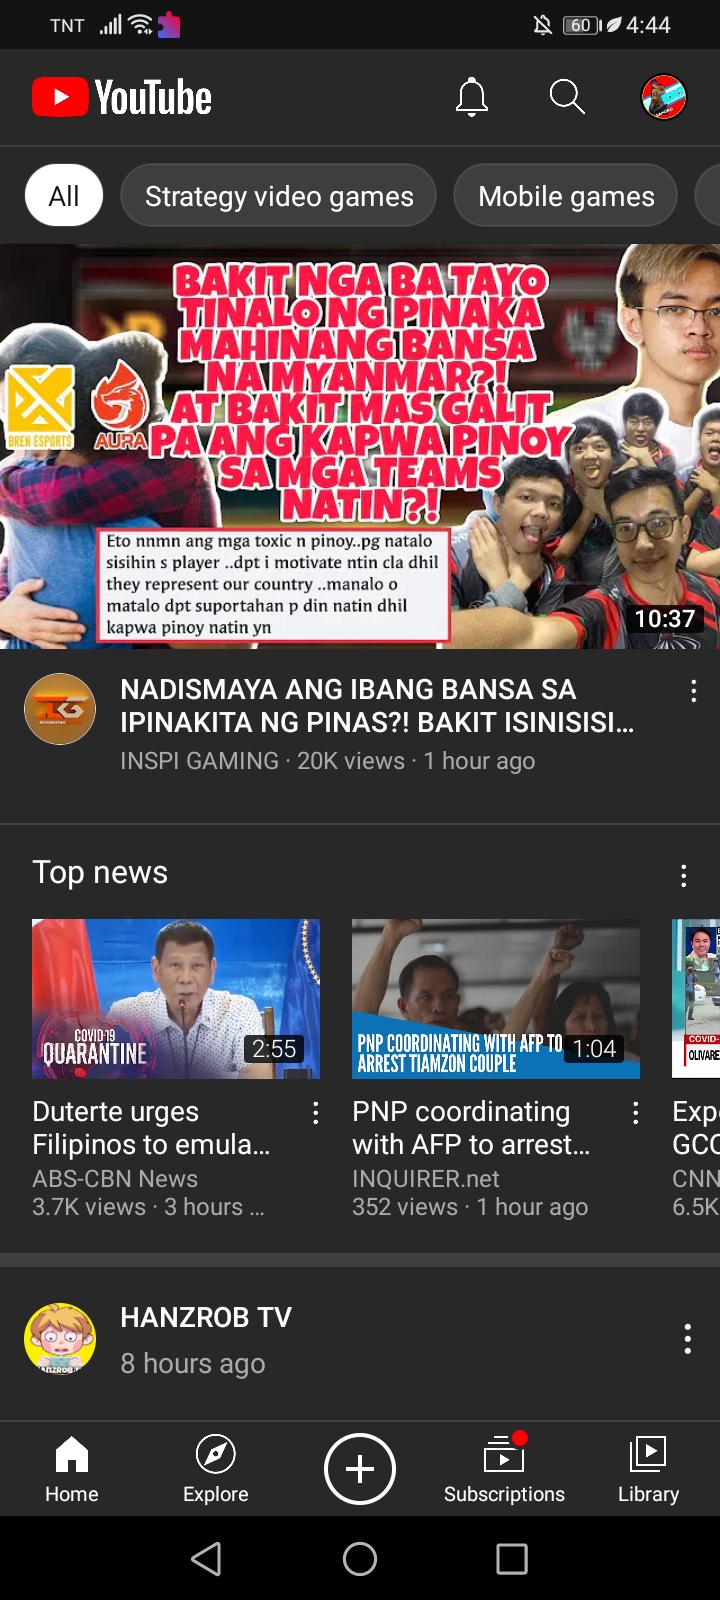 TNT 60 4:44
YouTube
All Strategy video games Mobile games
BAKIT NGA BA TAYO
TINALO NG PINAKA
MAHINANG BANSA
NA MYANMAR?!
AT BAKIT MAS GALIT
PA ANG KAPWA PINOY
SA MGA TEAMS
NATIN?!
BREN ESPORTS
AURA
Eto nnmn ang mga toxic n pinoy..pg natalo
sisihin s player ..dpt i motivate ntin cla dhil
they represent our country ..manalo o
matalo dpt suportahan p din natin dhil
kapwa pinoy natin yn
10:37
NADISMAYA ANG IBANG BANSA SA
IPINAKITA NG PINAS?! BAKIT ISINISISI...
INSPI GAMING · 20K views · 1 hour ago
Top news
COVID-19
QUARANTINE
2:55
Duterte urges
Filipinos to emula...
ABS-CBN News
3.7K views · 3 hours ...
PNP COORDINATING WITH AFP TO
ARREST TIAMZON COUPLE
1:04
PNP coordinating
with AFP to arrest...
INQUIRER.net
352 views · 1 hour ago
COVID-
OLIVARE
Exp
GCQ
CNN
6.5K
HANZROB TV
8 hours ago
Home Explore Subscriptions Library